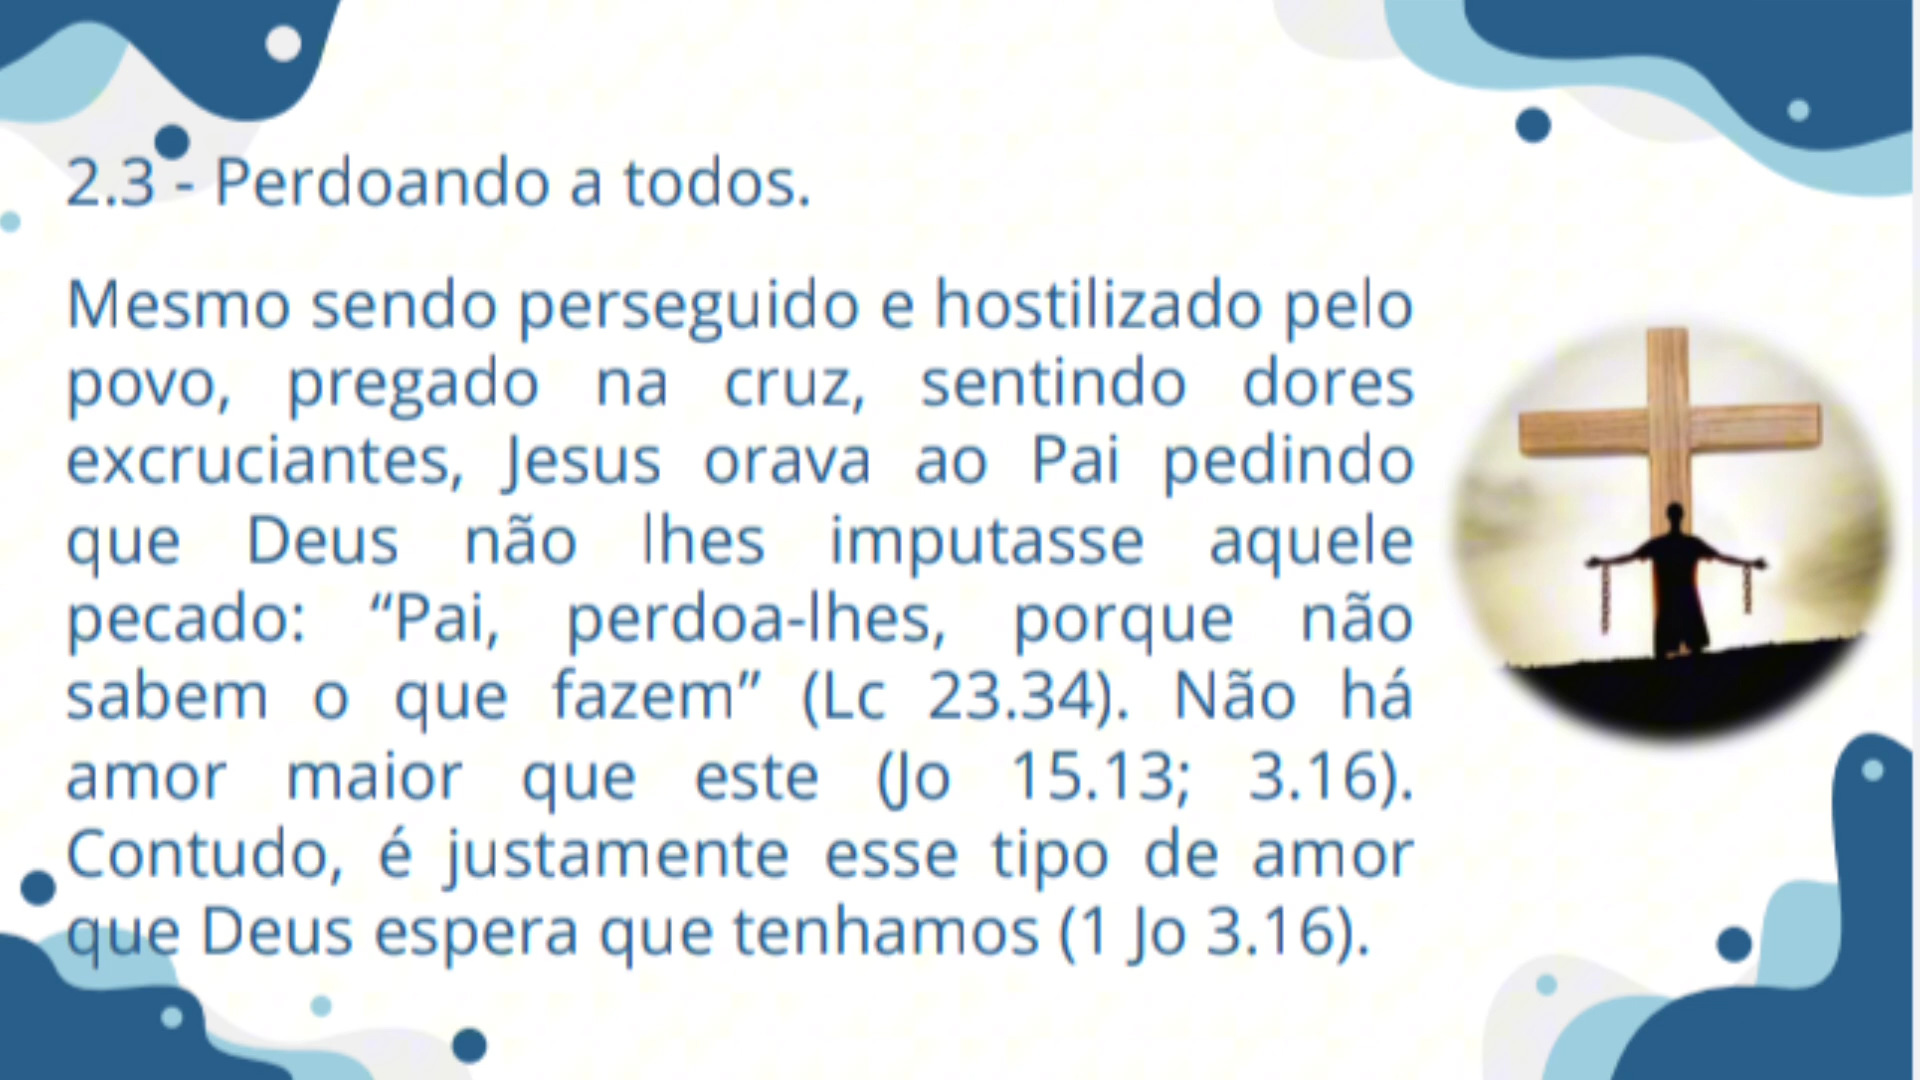 2.3 - Perdoando a todos.
Mesmo sendo perseguido e hostilizado pelo
povo, pregado na cruz, sentindo dores
excruciantes, Jesus orava ao Pai pedindo
que Deus não lhes imputasse aquele
pecado: “Pai, perdoa-lhes, porque não
sabem o que fazem” (Lc 23.34). Não há
amor maior que este (Jo 15.13; 3.16).
Contudo, é justamente esse tipo de amor
que Deus espera que tenhamos (1 Jo 3.16).